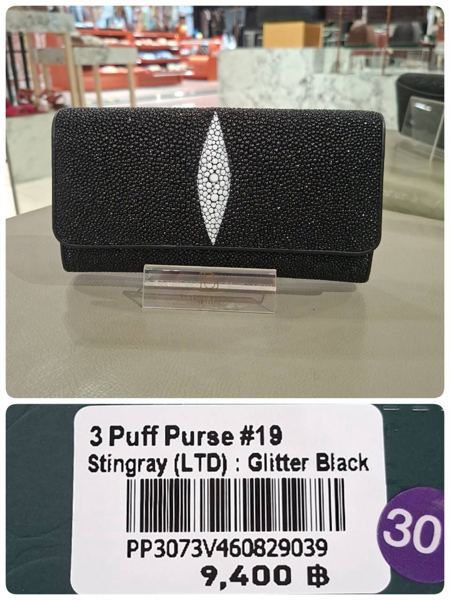 3 Puff Purse #19
Stingray (LTD) : Glitter Black
PP3073V460829039
9,400 ฿
30